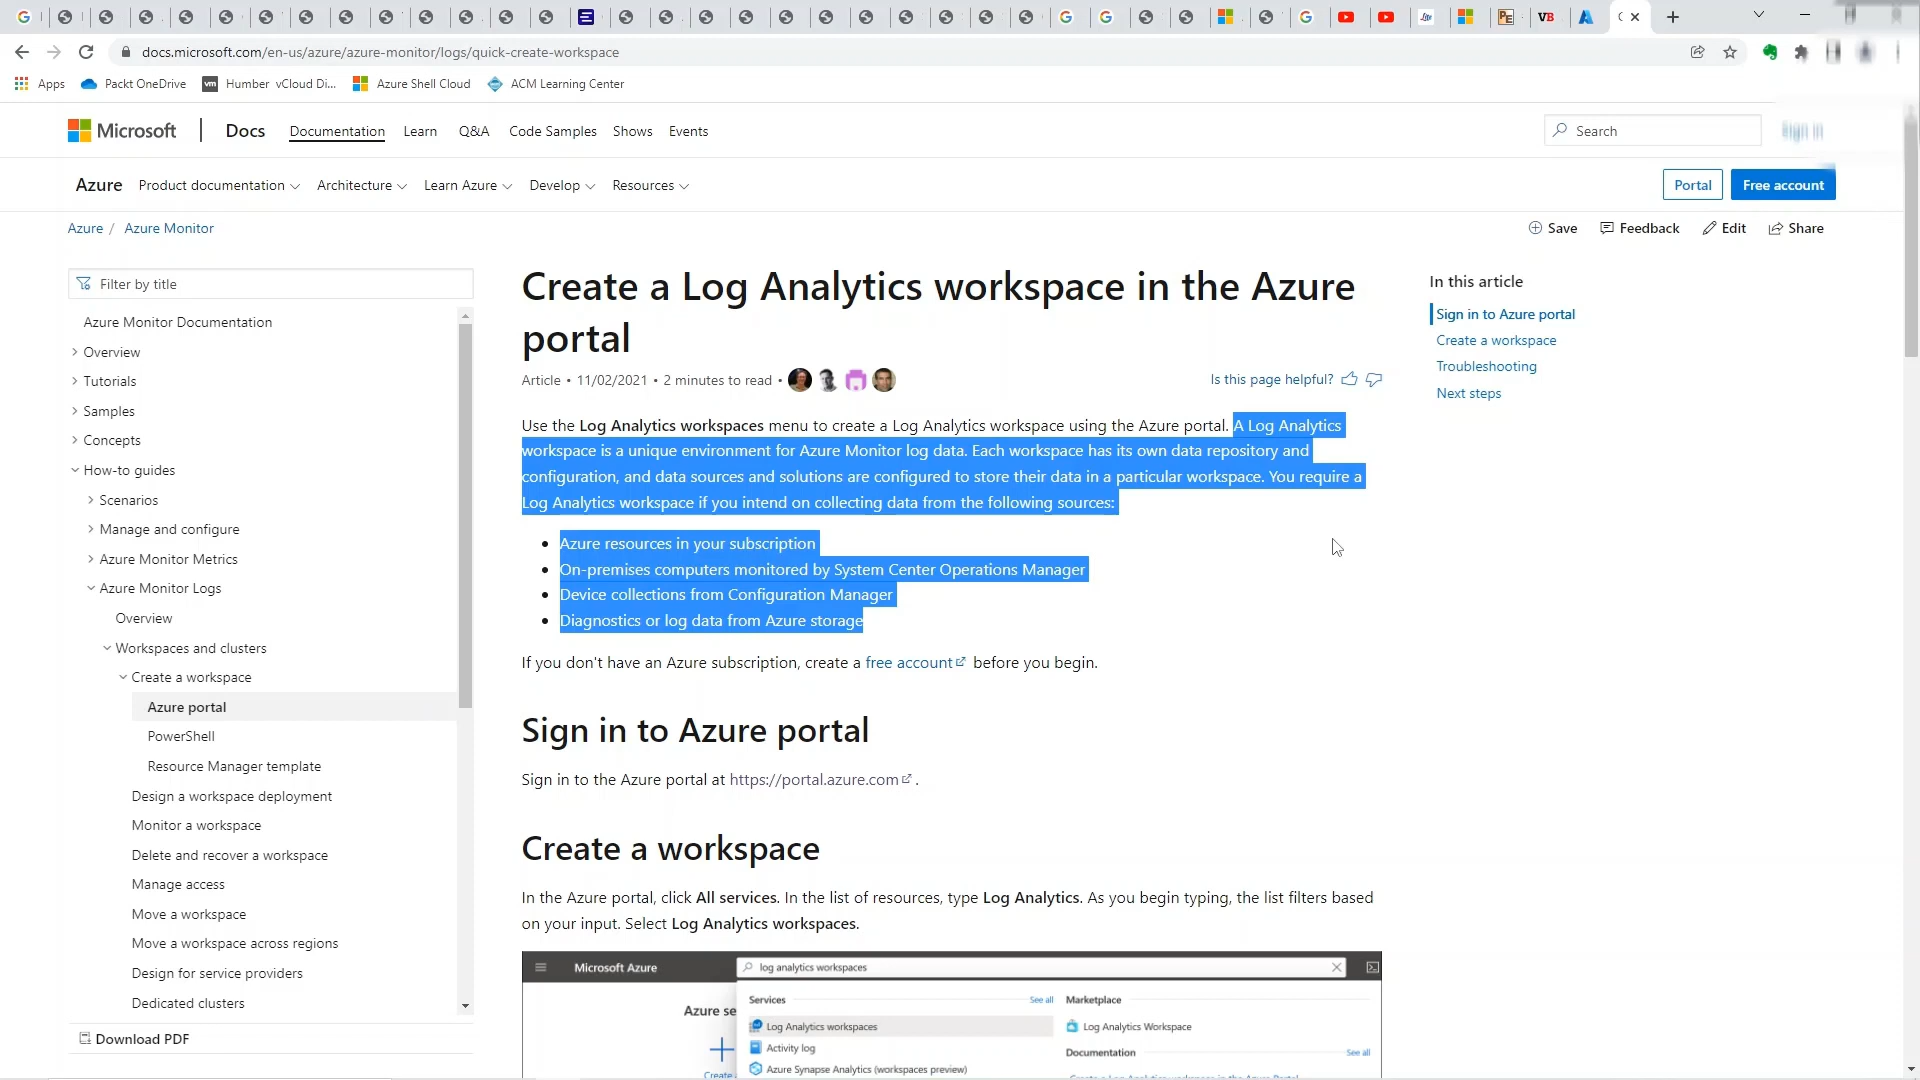 docs.microsoft.com/en-us/azure/azure-monitor/logs/quick-create-workspace
Apps Packt OneDrive vm Humber vCloud Di... Azure Shell Cloud ACM Learning Center
Microsoft Docs Documentation Learn Q&A Code Samples Shows Events Search Sign in
Azure Product documentation Architecture Learn Azure Develop Resources Portal Free account
Azure / Azure Monitor Save Feedback Edit Share
Filter by title
Azure Monitor Documentation
Overview
Tutorials
Samples
Concepts
How-to guides
Scenarios
Manage and configure
Azure Monitor Metrics
Azure Monitor Logs
Overview
Workspaces and clusters
Create a workspace
Azure portal
PowerShell
Resource Manager template
Design a workspace deployment
Monitor a workspace
Delete and recover a workspace
Manage access
Move a workspace
Move a workspace across regions
Design for service providers
Dedicated clusters
Download PDF
Create a Log Analytics workspace in the Azure
portal
Article • 11/02/2021 • 2 minutes to read •
Is this page helpful?
Use the Log Analytics workspaces menu to create a Log Analytics workspace using the Azure portal. A Log Analytics
workspace is a unique environment for Azure Monitor log data. Each workspace has its own data repository and
configuration, and data sources and solutions are configured to store their data in a particular workspace. You require a
Log Analytics workspace if you intend on collecting data from the following sources:
• Azure resources in your subscription
• On-premises computers monitored by System Center Operations Manager
• Device collections from Configuration Manager
• Diagnostics or log data from Azure storage
If you don't have an Azure subscription, create a free account before you begin.
Sign in to Azure portal
Sign in to the Azure portal at https://portal.azure.com .
Create a workspace
In the Azure portal, click All services. In the list of resources, type Log Analytics. As you begin typing, the list filters based
on your input. Select Log Analytics workspaces.
Microsoft Azure log analytics workspaces
Azure se
Create
Services See all
Log Analytics workspaces
Activity log
Azure Synapse Analytics (workspaces preview)
Marketplace
Log Analytics Workspace
Documentation See all
In this article
Sign in to Azure portal
Create a workspace
Troubleshooting
Next steps